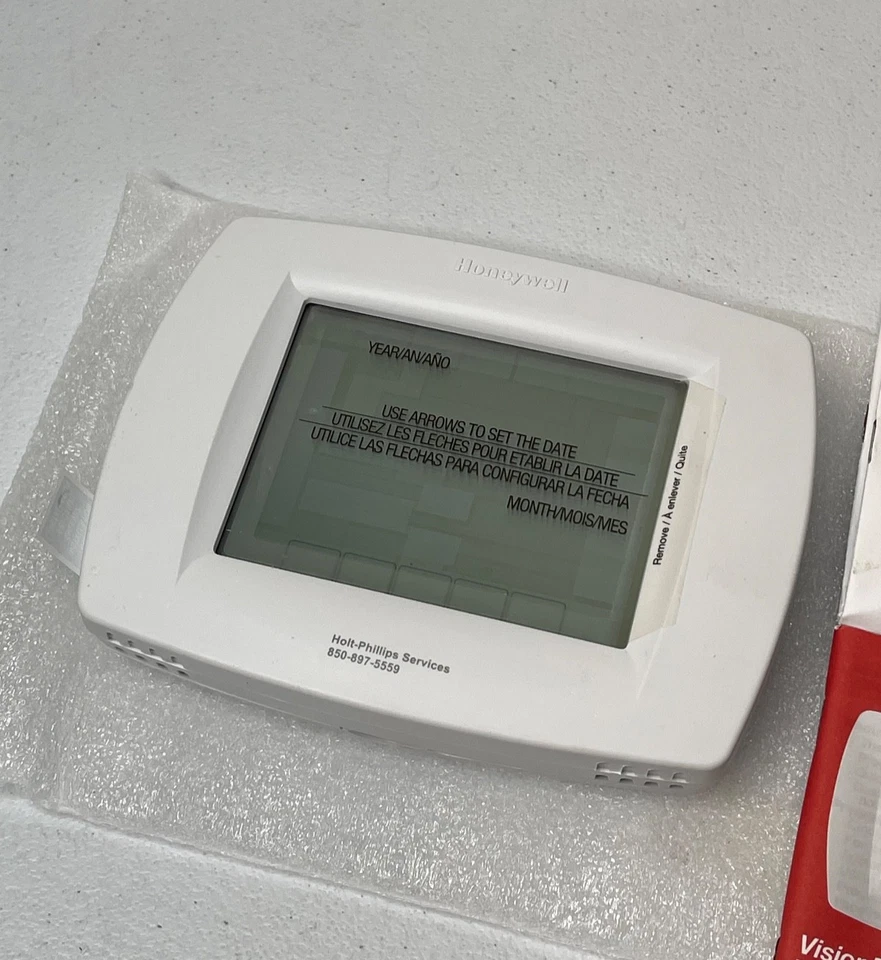 Honeywell
YEAR/AN/AÑO
USE ARROWS TO SET THE DATE
UTILISEZ LES FLECHES POUR ETABLIR LA DATE
UTILICE LAS FLECHAS PARA CONFIGURAR LA FECHA
MONTH/MOIS/MES
Remove / À enlever / Quite
Holt-Phillips Services
850-897-5559